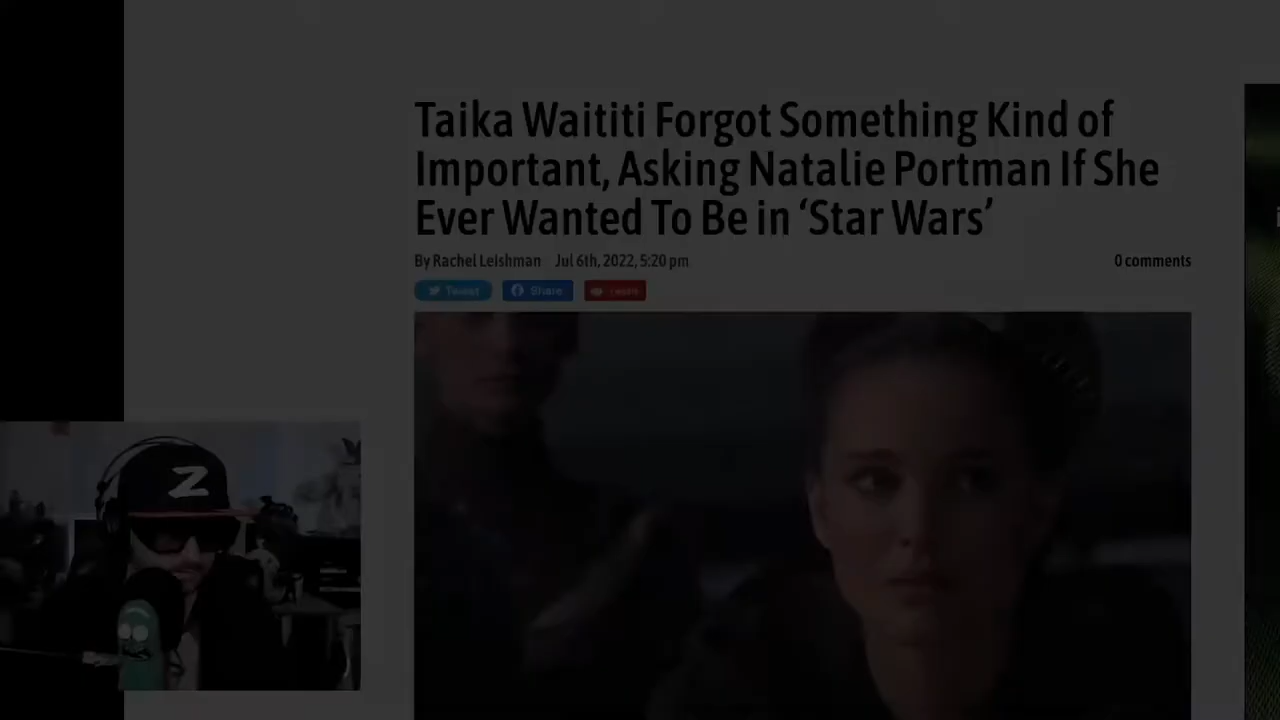 Taika Waititi Forgot Something Kind of
Important, Asking Natalie Portman If She
Ever Wanted To Be in ‘Star Wars’
By Rachel Leishman Jul 6th, 2022, 5:20 pm
0 comments
Tweet Share
Z